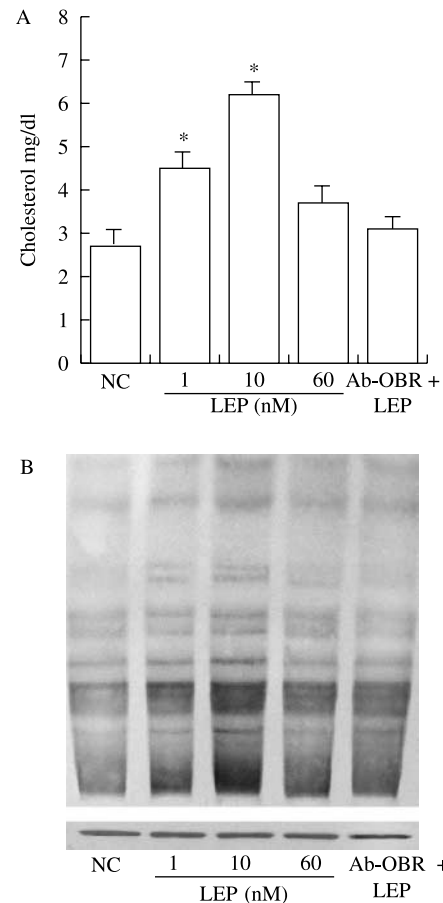 A
Cholesterol mg/dl
8
7
6
5
4
3
2
1
0
*
*
NC
1
10
60
Ab-OBR +
LEP
LEP (nM)
B
NC
1
10
60
Ab-OBR +
LEP
LEP (nM)